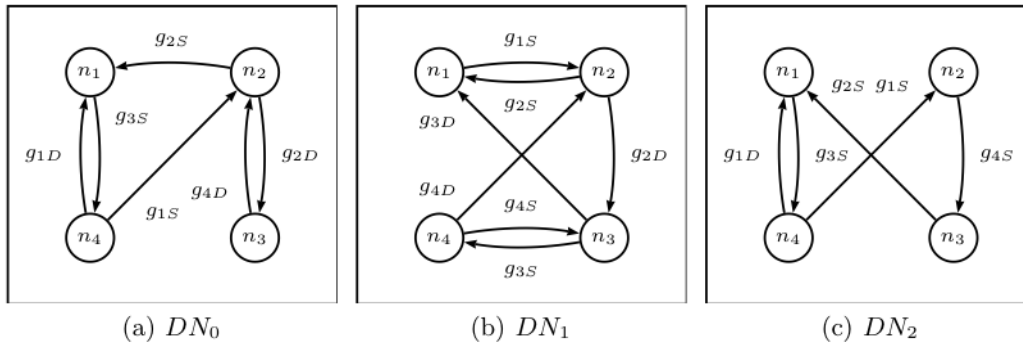 g2S
n1 n2
g3S
g1D g2D
g4D
g1S
n4 n3
(a) DN0
g1S
n1 n2
g2S
g3D
g2D
g4D
g4S
n4 n3
g3S
(b) DN1
n1 n2
g2S g1S
g1D g3S g4S
n4 n3
(c) DN2